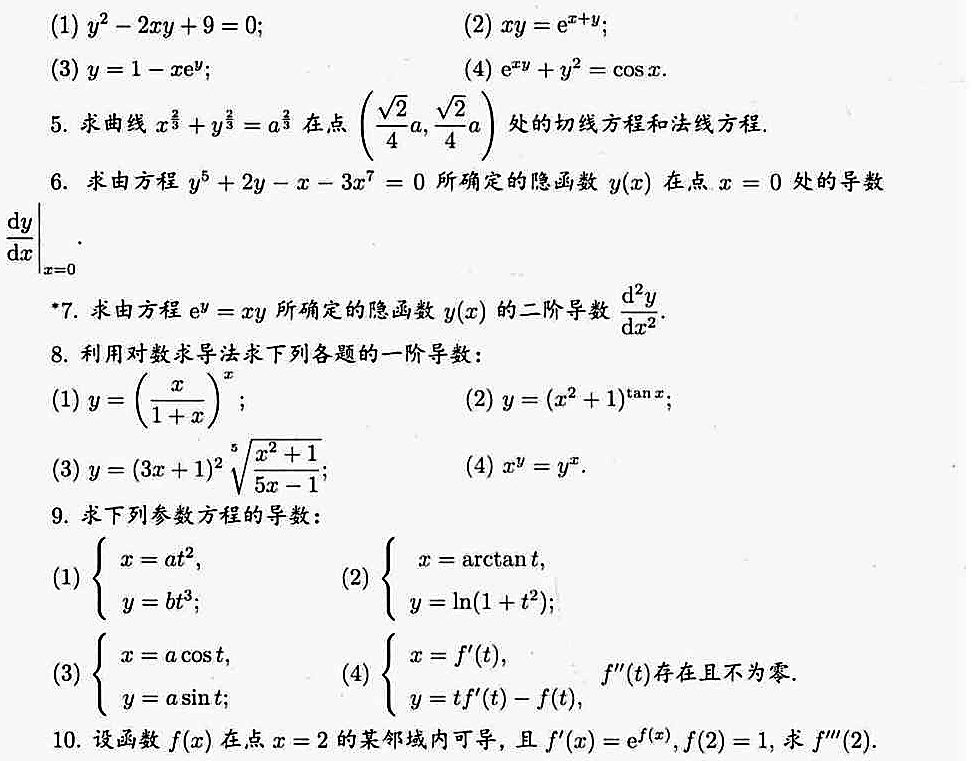 (1) y² − 2xy + 9 = 0; (2) xy = e^{x+y};
(3) y = 1 − xe^y; (4) e^{xy} + y² = cos x.
5. 求曲线 x^{2/3} + y^{2/3} = a^{2/3} 在点 (√2/4 a, √2/4 a) 处的切线方程和法线方程.
6. 求由方程 y⁵ + 2y − x − 3x⁷ = 0 所确定的隐函数 y(x) 在点 x = 0 处的导数
dy/dx |_{x=0}.
*7. 求由方程 e^y = xy 所确定的隐函数 y(x) 的二阶导数 d²y/dx².
8. 利用对数求导法求下列各题的一阶导数:
(1) y = (x/(1+x))^x; (2) y = (x² + 1)^{tan x};
(3) y = (3x + 1)² ⁵√((x² + 1)/(5x − 1)); (4) x^y = y^x.
9. 求下列参数方程的导数:
(1) { x = at², y = bt³; (2) { x = arctan t, y = ln(1 + t²);
(3) { x = a cos t, y = a sin t; (4) { x = f′(t), y = tf′(t) − f(t), f″(t)存在且不为零.
10. 设函数 f(x) 在点 x = 2 的某邻域内可导, 且 f′(x) = e^{f(x)}, f(2) = 1, 求 f‴(2).